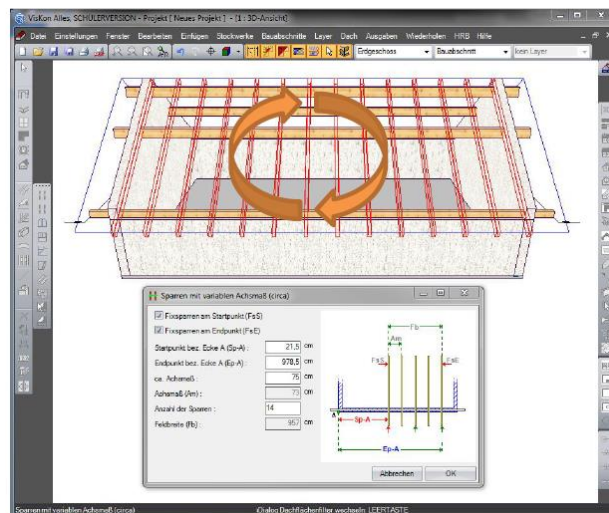 VisKon Alles, SCHÜLERVERSION - Projekt [ Neues Projekt ] - [1 : 3D-Ansicht]
Datei Einstellungen Fenster Bearbeiten Einfügen Stockwerke Bauabschnitte Layer Dach Ausgaben Wiederholen HRB Hilfe
Erdgeschoss Bauabschnitt kein Layer
Sparren mit variablen Achsmaß (circa)
Fixsparren am Startpunkt (FsS)
Fixsparren am Endpunkt (FsE)
Startpunkt bez. Ecke A (Sp-A) : 21,5 cm
Endpunkt bez. Ecke A (Ep-A) : 978,5 cm
ca. Achsmaß : 75 cm
Achsmaß (Am) : 73 cm
Anzahl der Sparren : 14
Feldbreite (Fb) : 957 cm
Fb
Am
FsS FsE
A
Sp-A
Ep-A
Abbrechen OK
Sparren mit variablen Achsmaß (circa) (Dialog Dachflächenfilter wechseln: LEERTASTE